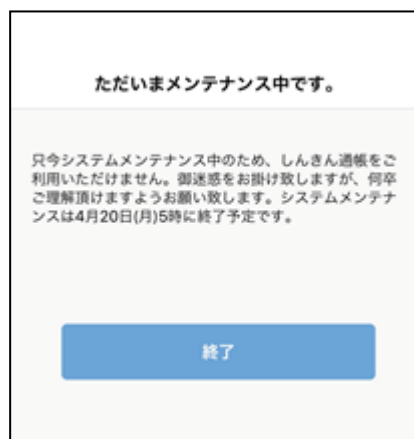 ただいまメンテナンス中です。
只今システムメンテナンス中のため、しんきん通帳をご
利用いただけません。御迷惑をお掛け致しますが、何卒
ご理解頂けますようお願い致します。システムメンテナ
ンスは4月20日(月)5時に終了予定です。
終了